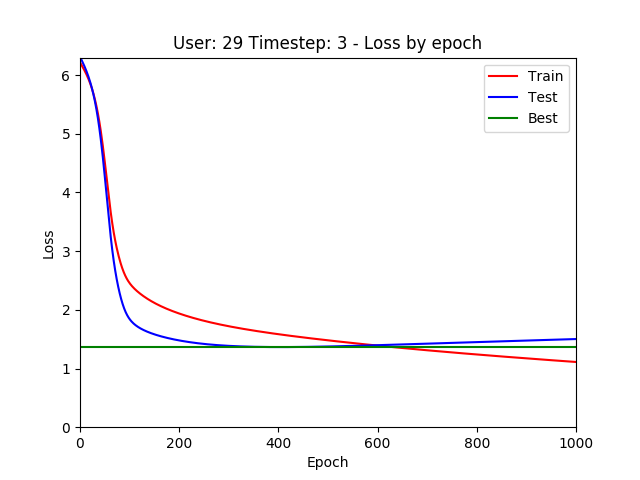 User: 29 Timestep: 3 - Loss by epoch
Train
Test
Best
6
5
4
3
2
1
0
Loss
0 200 400 600 800 1000
Epoch